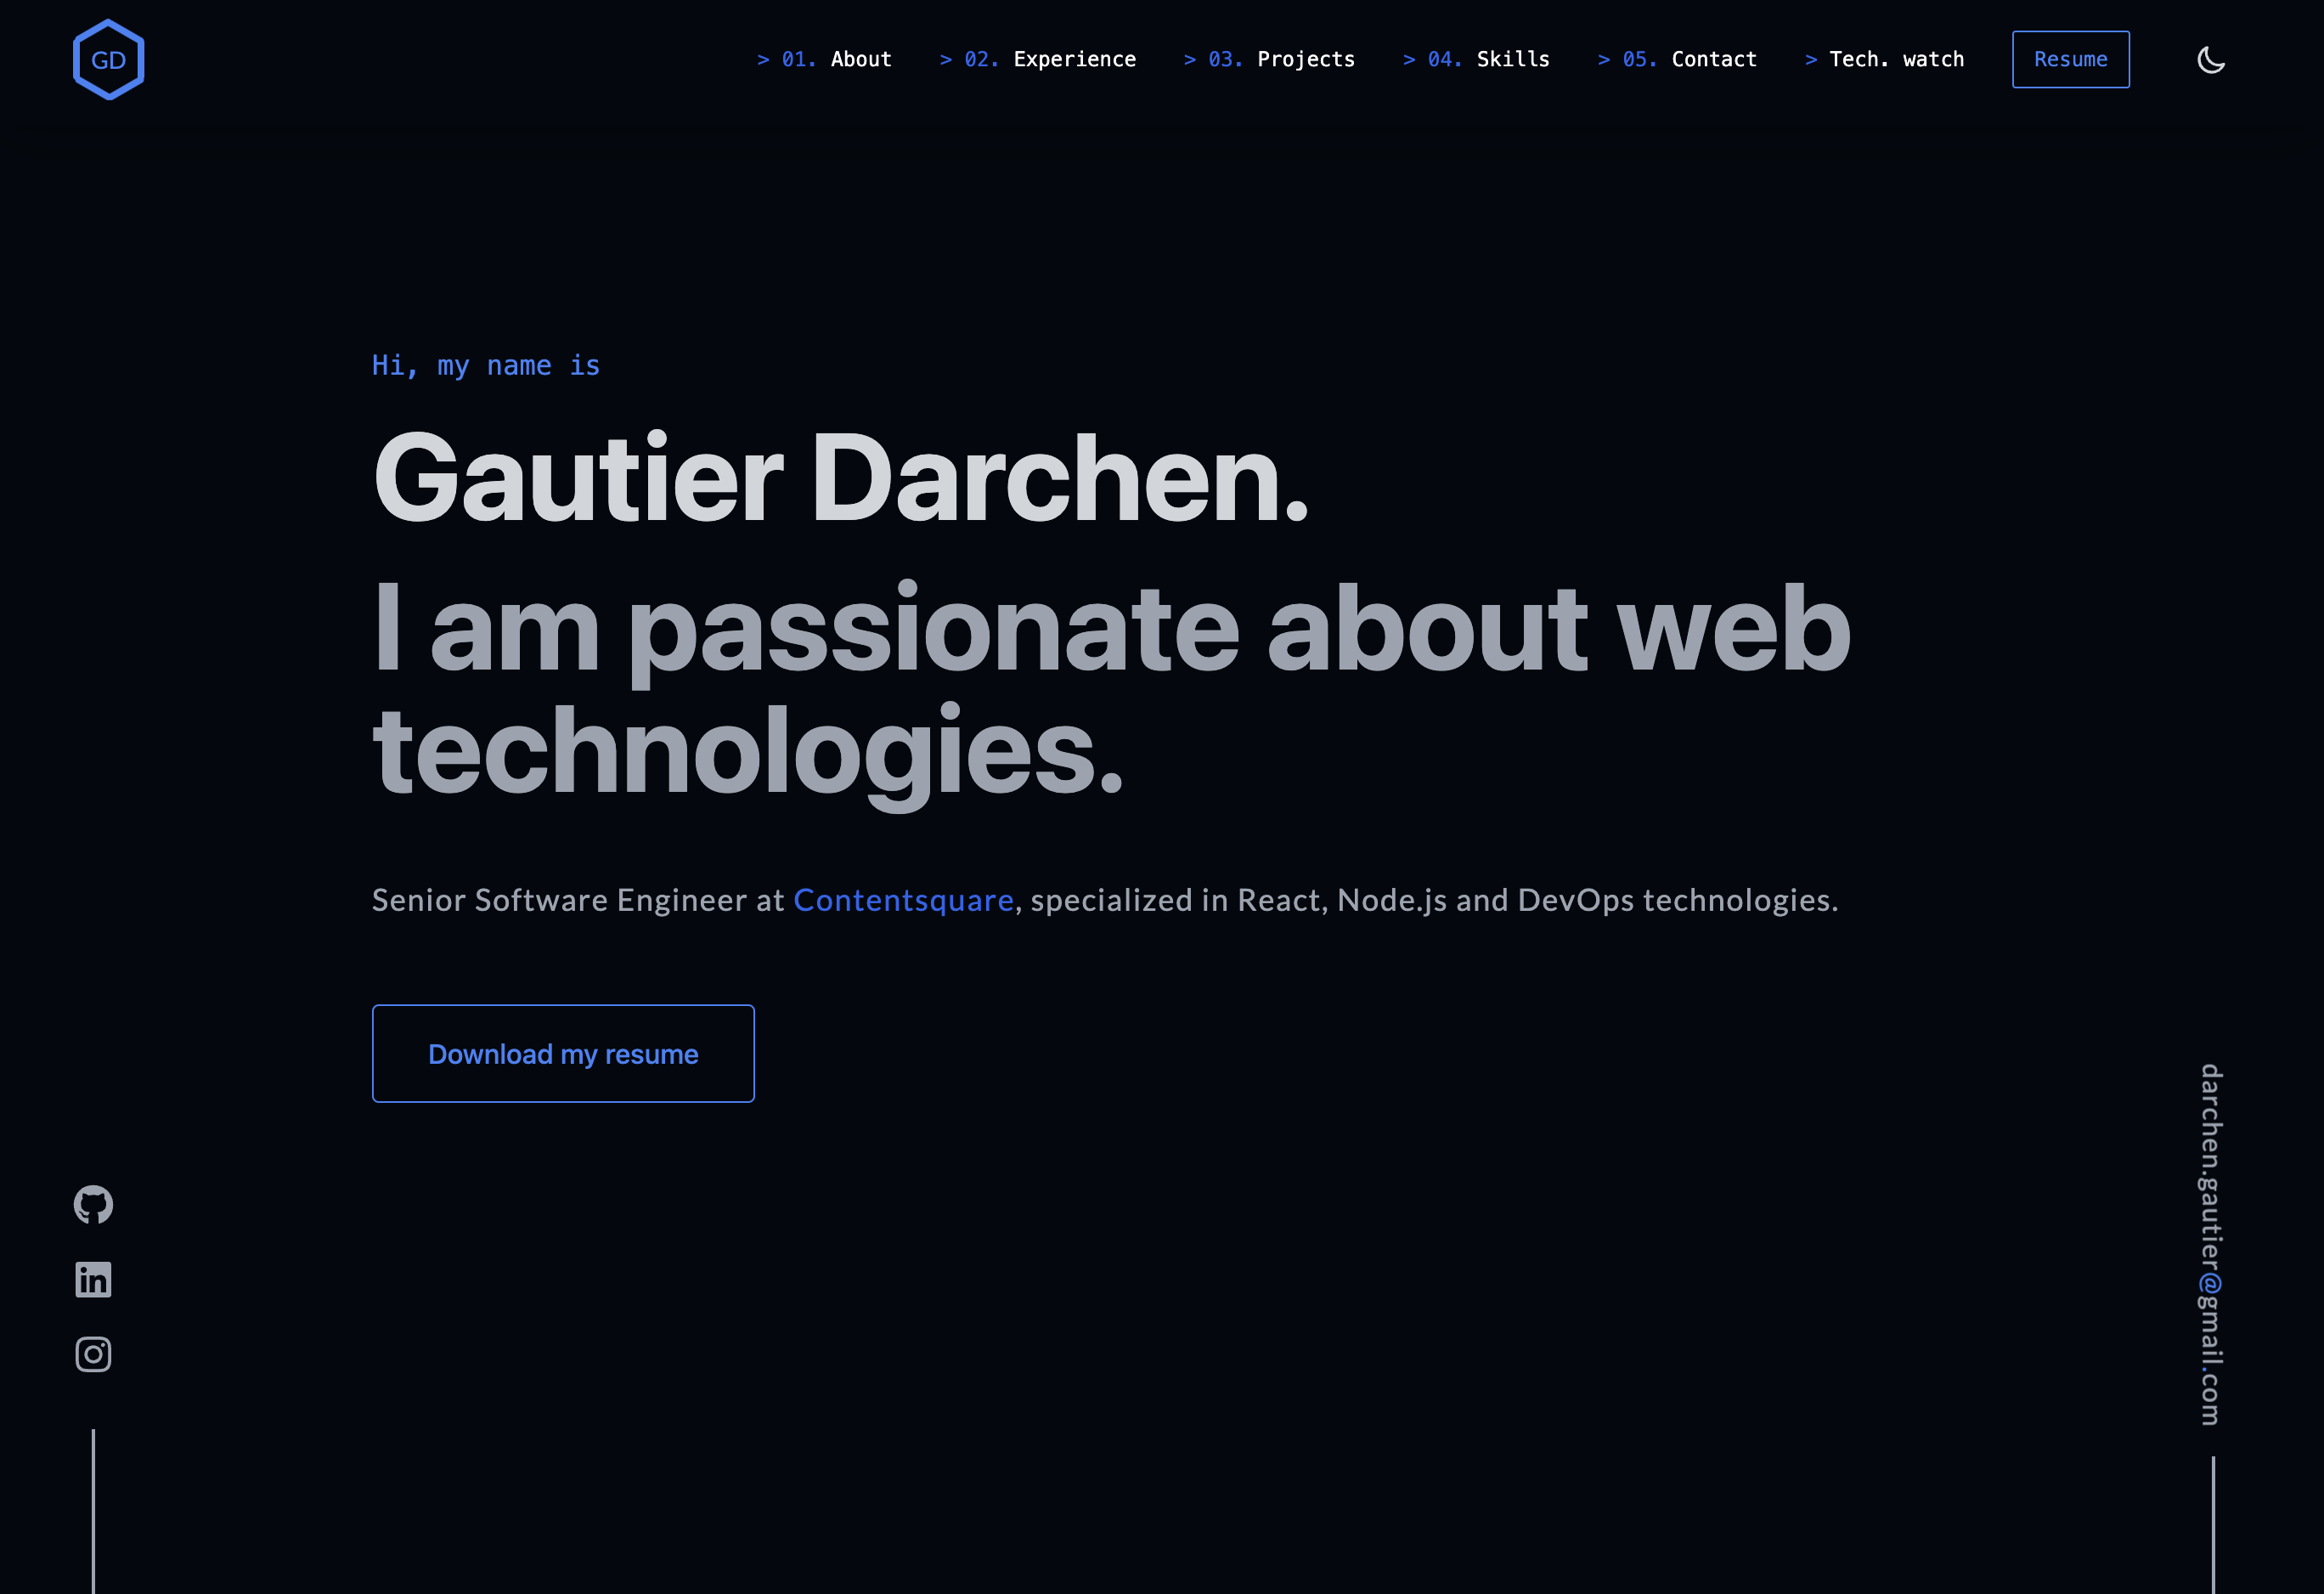 GD
> 01. About > 02. Experience > 03. Projects > 04. Skills > 05. Contact > Tech. watch Resume
Hi, my name is
Gautier Darchen.
I am passionate about web
technologies.
Senior Software Engineer at Contentsquare, specialized in React, Node.js and DevOps technologies.
Download my resume
in
darchen.gautier@gmail.com